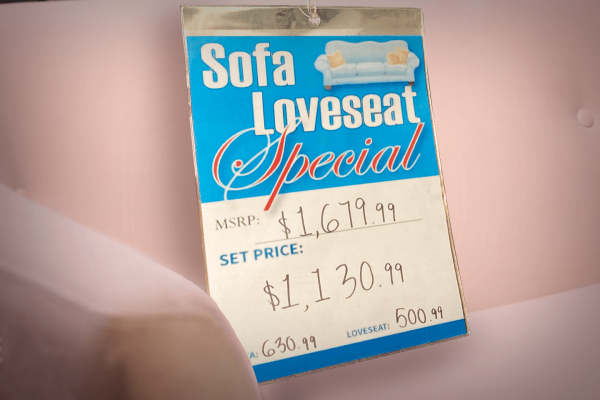 Sofa
Loveseat
Special
MSRP: $1,679.99
SET PRICE:
$1,130.99
A: 630.99 LOVESEAT: 500.99